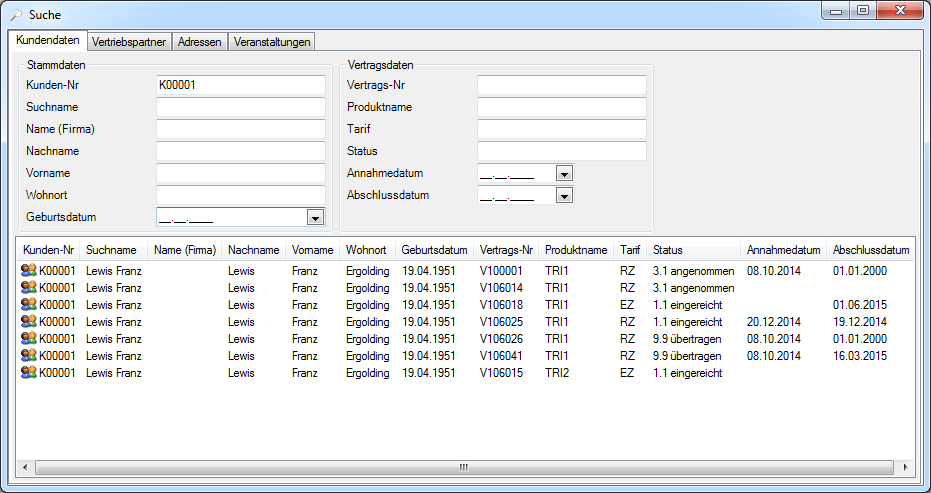 Suche
Kundendaten Vertriebspartner Adressen Veranstaltungen
Stammdaten Vertragsdaten
Kunden-Nr K00001 Vertrags-Nr
Suchname Produktname
Name (Firma) Tarif
Nachname Status
Vorname Annahmedatum __.__.____
Wohnort Abschlussdatum __.__.____
Geburtsdatum __.__.____
Kunden-Nr Suchname Name (Firma) Nachname Vorname Wohnort Geburtsdatum Vertrags-Nr Produktname Tarif Status Annahmedatum Abschlussdatum
K00001 Lewis Franz Lewis Franz Ergolding 19.04.1951 V100001 TRI1 RZ 3.1 angenommen 08.10.2014 01.01.2000
K00001 Lewis Franz Lewis Franz Ergolding 19.04.1951 V106014 TRI1 RZ 3.1 angenommen
K00001 Lewis Franz Lewis Franz Ergolding 19.04.1951 V106018 TRI1 EZ 1.1 eingereicht 01.06.2015
K00001 Lewis Franz Lewis Franz Ergolding 19.04.1951 V106025 TRI1 RZ 1.1 eingereicht 20.12.2014 19.12.2014
K00001 Lewis Franz Lewis Franz Ergolding 19.04.1951 V106026 TRI1 RZ 9.9 übertragen 08.10.2014 01.01.2000
K00001 Lewis Franz Lewis Franz Ergolding 19.04.1951 V106041 TRI1 RZ 9.9 übertragen 08.10.2014 16.03.2015
K00001 Lewis Franz Lewis Franz Ergolding 19.04.1951 V106015 TRI2 EZ 1.1 eingereicht